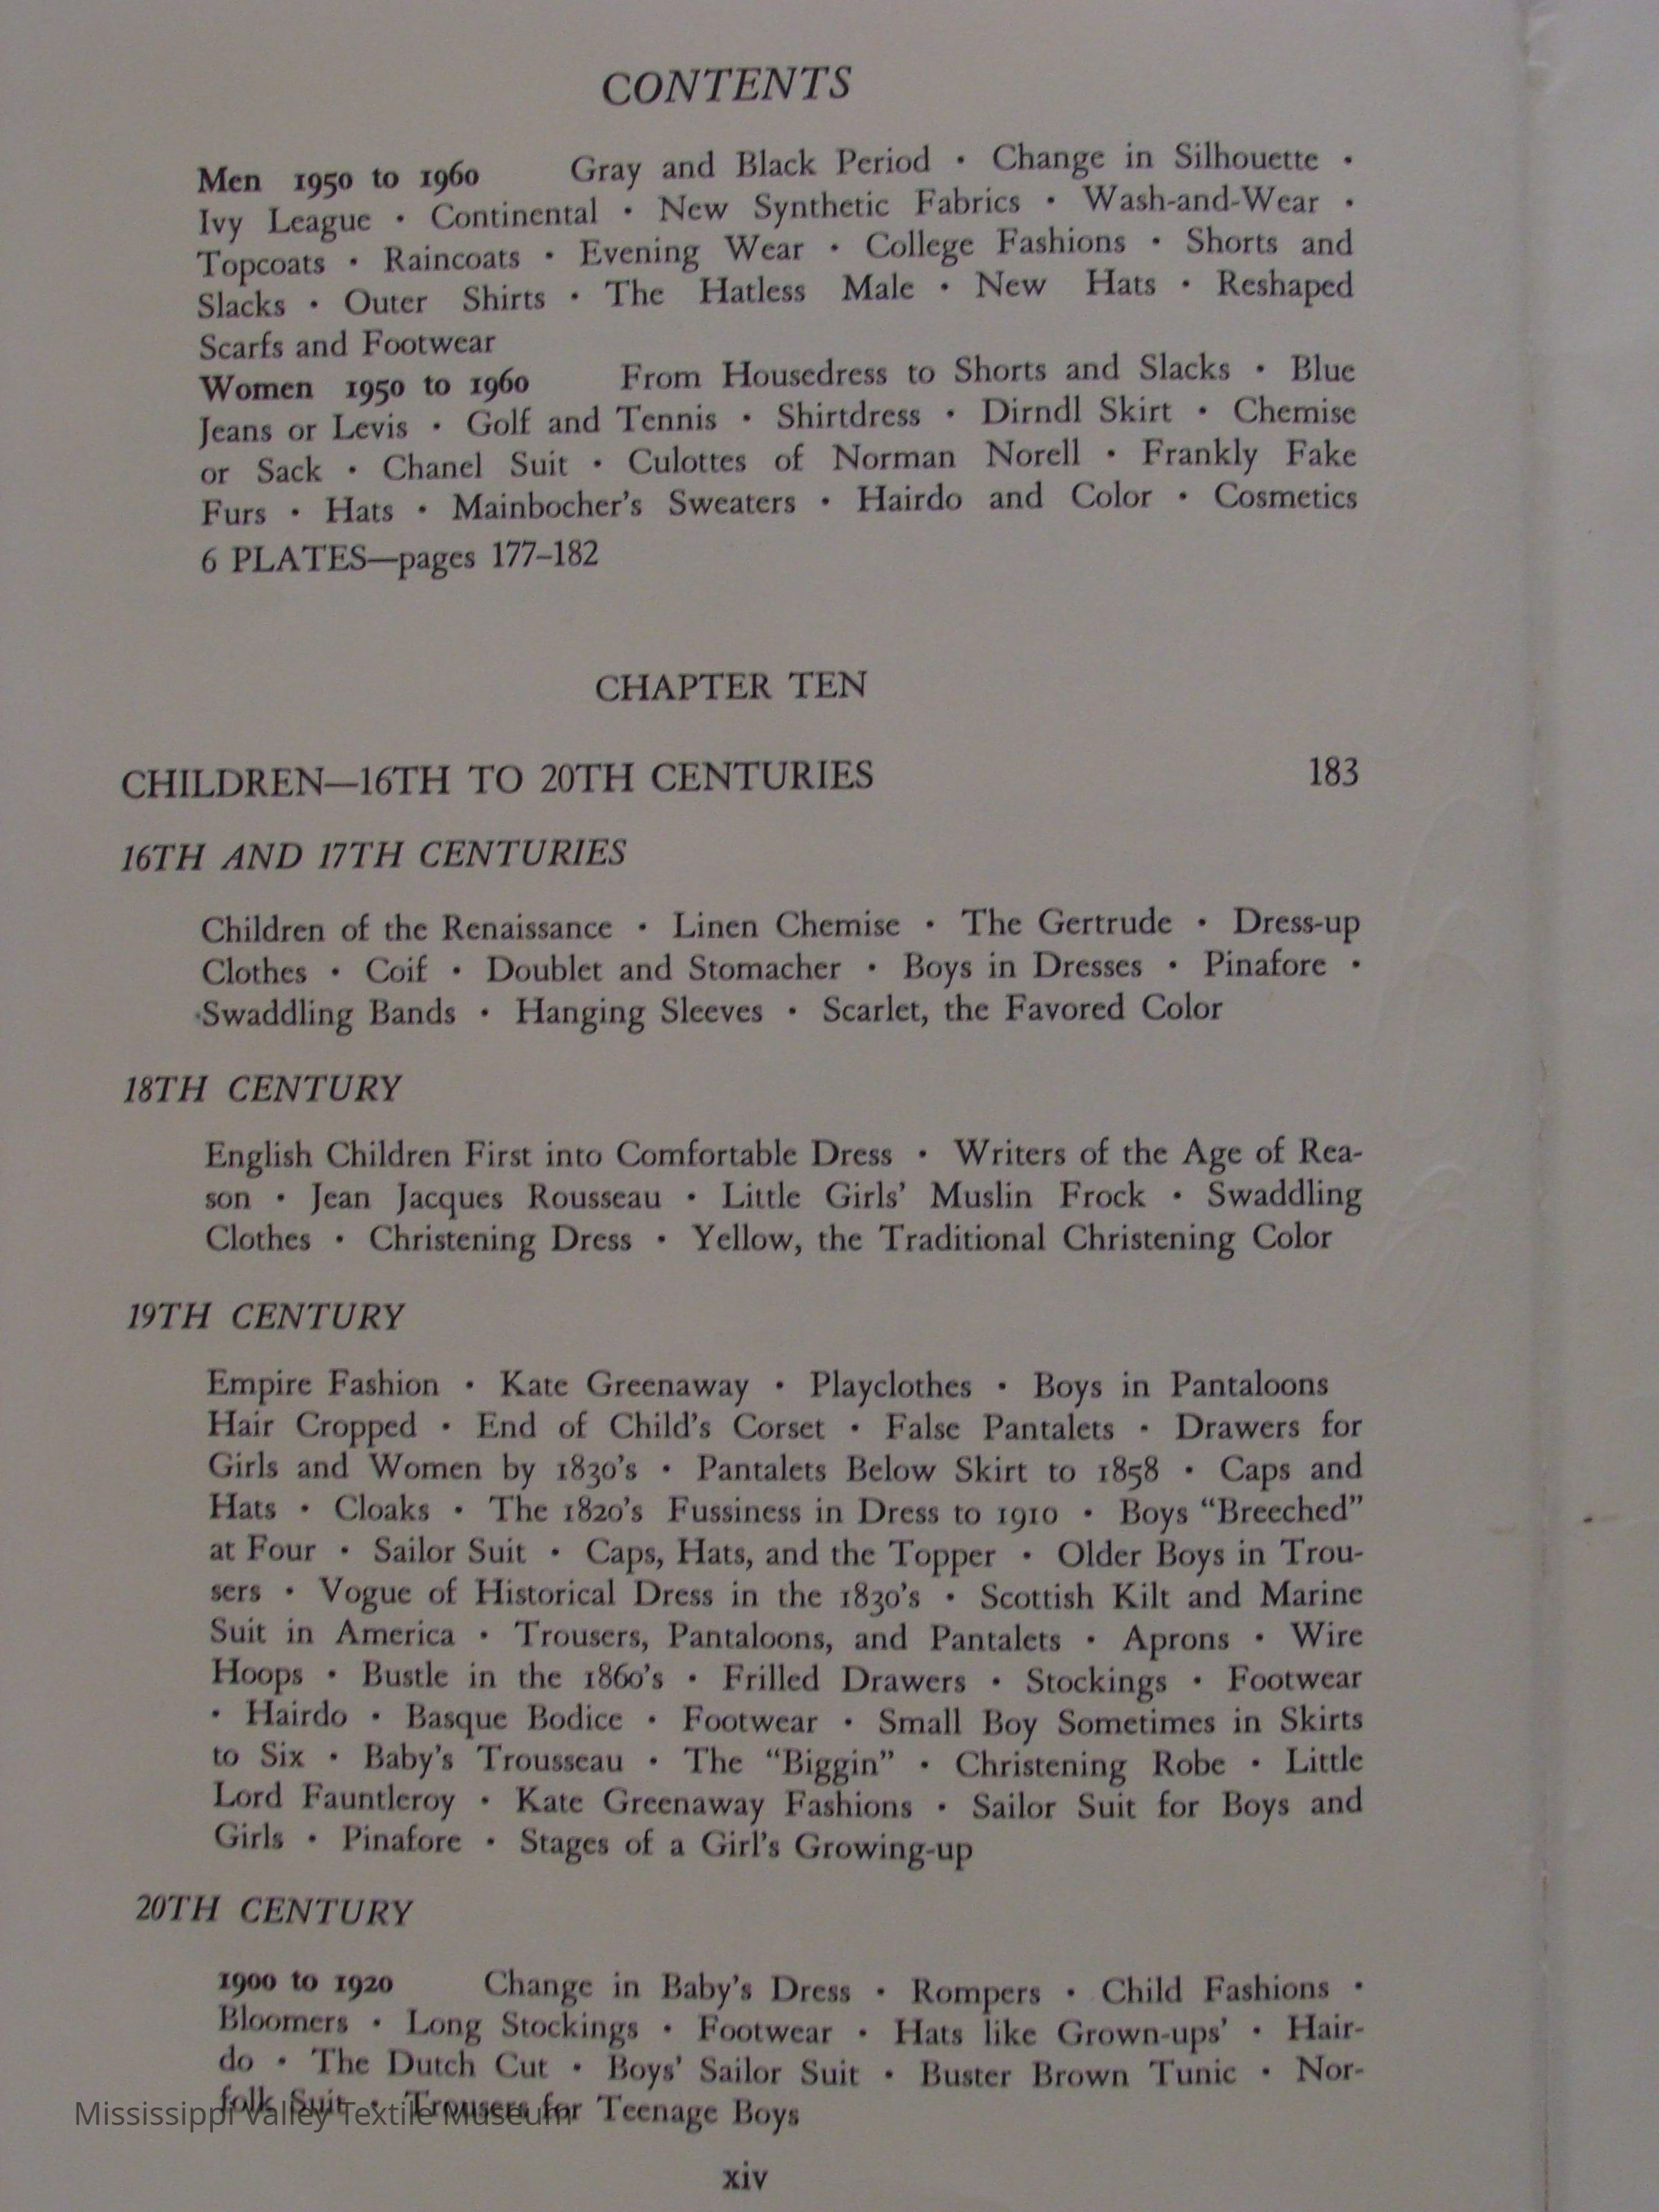 CONTENTS
Men 1950 to 1960 Gray and Black Period • Change in Silhouette •
Ivy League • Continental • New Synthetic Fabrics • Wash-and-Wear •
Topcoats • Raincoats • Evening Wear • College Fashions • Shorts and
Slacks • Outer Shirts • The Hatless Male • New Hats • Reshaped
Scarfs and Footwear
Women 1950 to 1960 From Housedress to Shorts and Slacks • Blue
Jeans or Levis • Golf and Tennis • Shirtdress • Dirndl Skirt • Chemise
or Sack • Chanel Suit • Culottes of Norman Norell • Frankly Fake
Furs • Hats • Mainbocher's Sweaters • Hairdo and Color • Cosmetics
6 PLATES—pages 177–182
CHAPTER TEN
CHILDREN—16TH TO 20TH CENTURIES 183
16TH AND 17TH CENTURIES
Children of the Renaissance • Linen Chemise • The Gertrude • Dress-up
Clothes • Coif • Doublet and Stomacher • Boys in Dresses • Pinafore •
Swaddling Bands • Hanging Sleeves • Scarlet, the Favored Color
18TH CENTURY
English Children First into Comfortable Dress • Writers of the Age of Rea-
son • Jean Jacques Rousseau • Little Girls' Muslin Frock • Swaddling
Clothes • Christening Dress • Yellow, the Traditional Christening Color
19TH CENTURY
Empire Fashion • Kate Greenaway • Playclothes • Boys in Pantaloons
Hair Cropped • End of Child's Corset • False Pantalets • Drawers for
Girls and Women by 1830's • Pantalets Below Skirt to 1858 • Caps and
Hats • Cloaks • The 1820's Fussiness in Dress to 1910 • Boys "Breeched"
at Four • Sailor Suit • Caps, Hats, and the Topper • Older Boys in Trou-
sers • Vogue of Historical Dress in the 1830's • Scottish Kilt and Marine
Suit in America • Trousers, Pantaloons, and Pantalets • Aprons • Wire
Hoops • Bustle in the 1860's • Frilled Drawers • Stockings • Footwear
• Hairdo • Basque Bodice • Footwear • Small Boy Sometimes in Skirts
to Six • Baby's Trousseau • The "Biggin" • Christening Robe • Little
Lord Fauntleroy • Kate Greenaway Fashions • Sailor Suit for Boys and
Girls • Pinafore • Stages of a Girl's Growing-up
20TH CENTURY
1900 to 1920 Change in Baby's Dress • Rompers • Child Fashions •
Bloomers • Long Stockings • Footwear • Hats like Grown-ups' • Hair-
do • The Dutch Cut • Boys' Sailor Suit • Buster Brown Tunic • Nor-
folk Suit • Trousers for Teenage Boys
Mississippi Valley Textile Museum
xiv